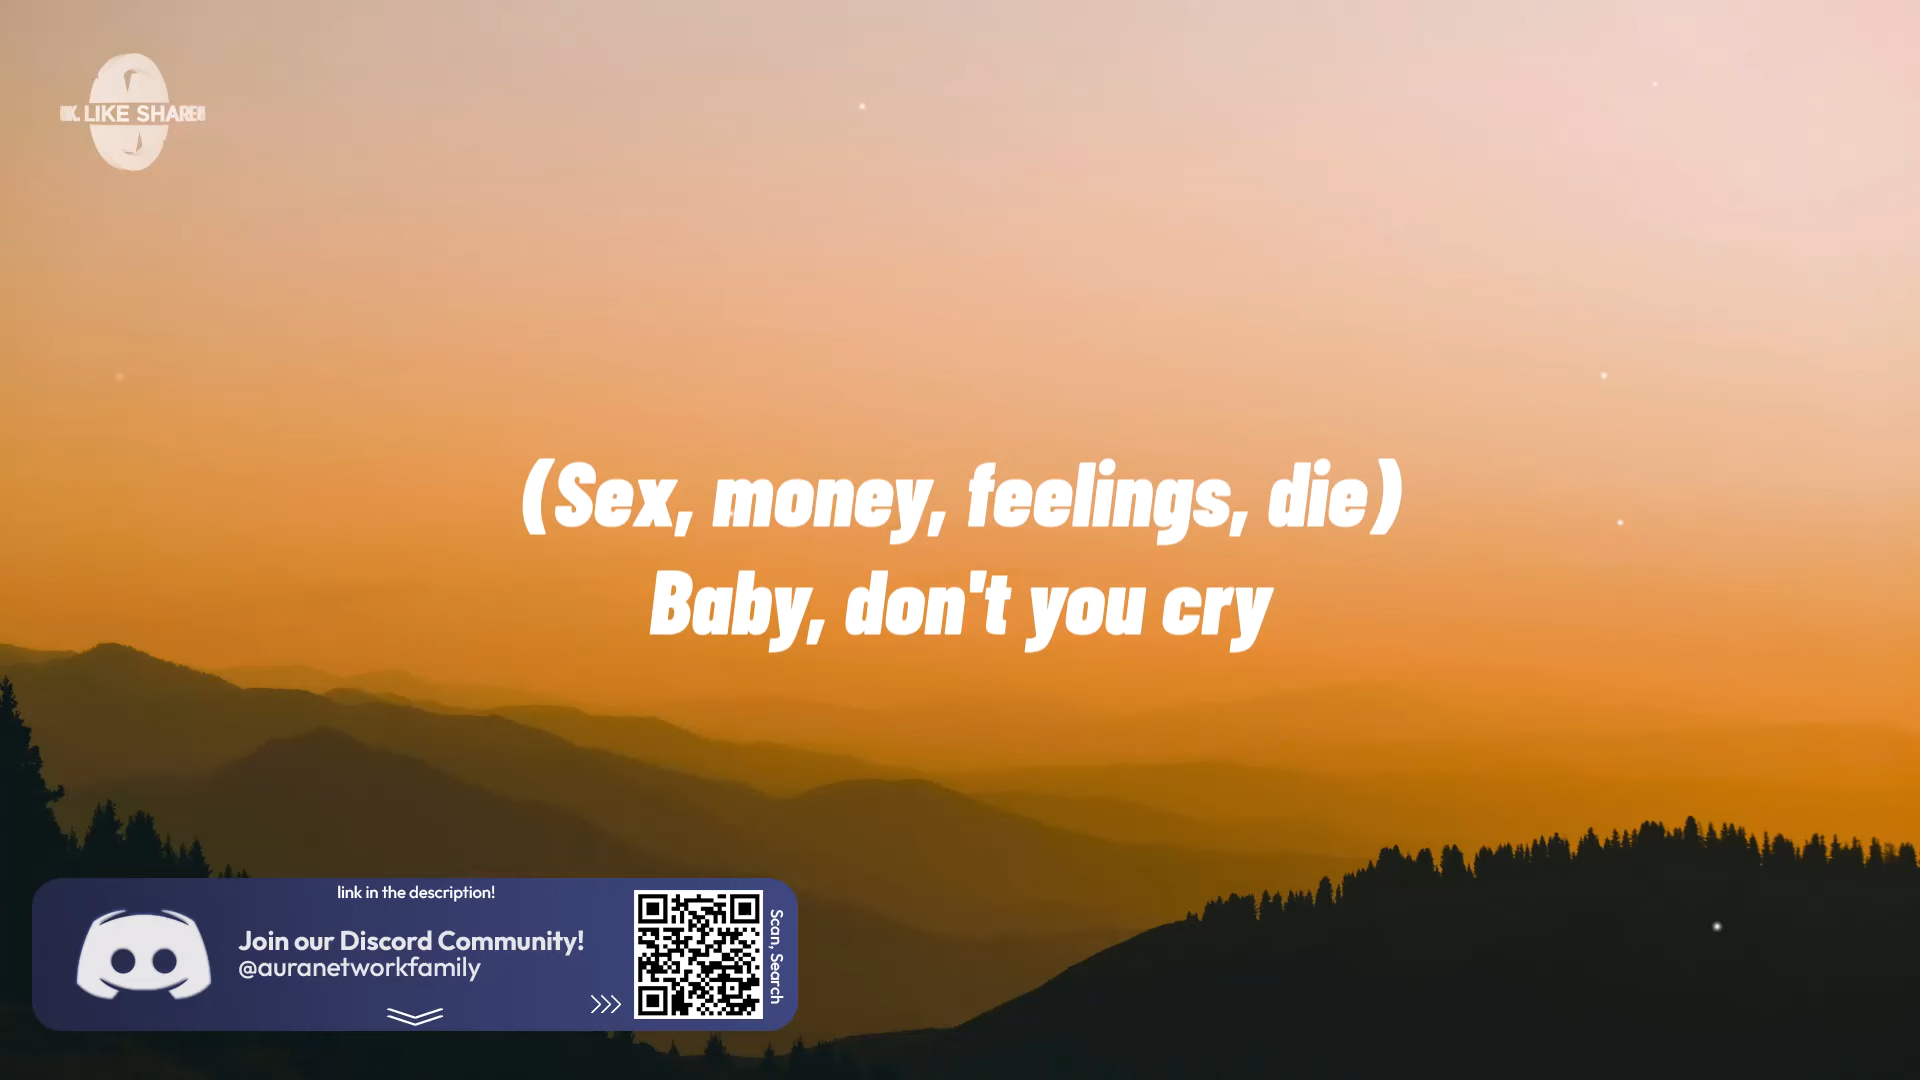 LIKE SHARE
(Sex, money, feelings, die)
Baby, don't you cry
link in the description!
Join our Discord Community!
@auranetworkfamily
Scan, Search